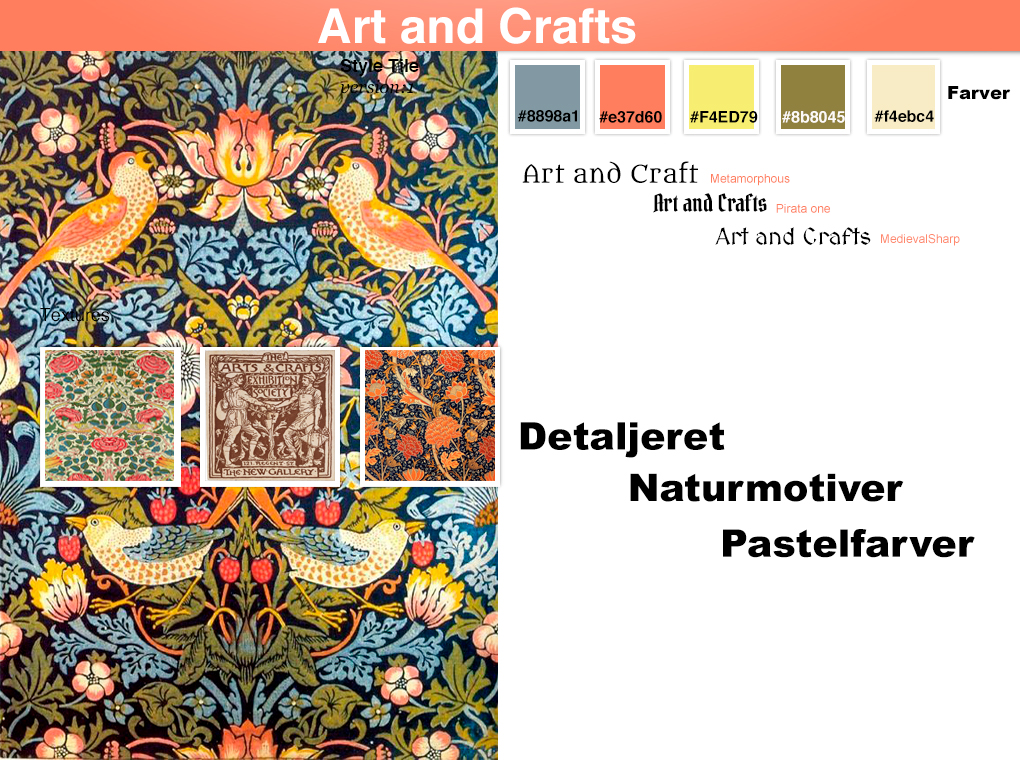 Art and Crafts
Style Tile
version:1
#8898a1
#e37d60
#F4ED79
#8b8045
#f4ebc4
Farver
Art and Craft Metamorphous
Art and Crafts Pirata one
Art and Crafts MedievalSharp
Textures
THE
ARTS & CRAFTS
EXHIBITION
SOCIETY
121 REGENT ST
THE NEW GALLERY
Detaljeret
Naturmotiver
Pastelfarver